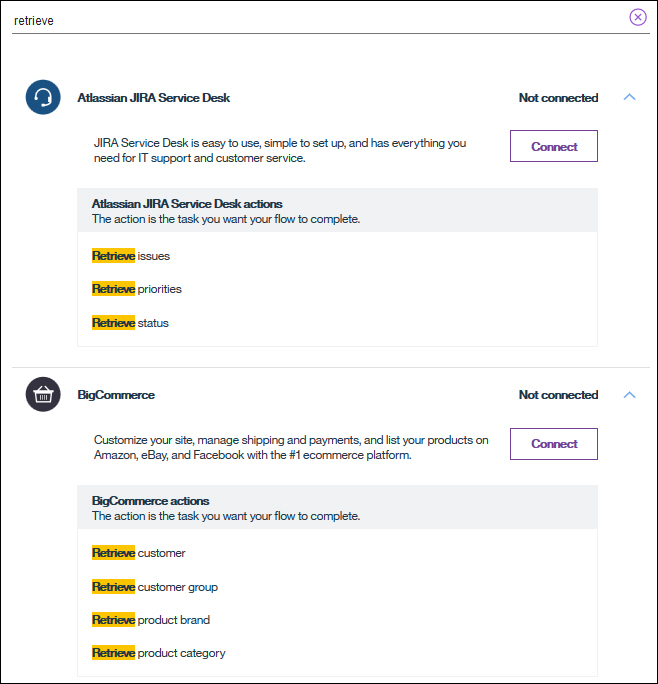 retrieve
Atlassian JIRA Service Desk
Not connected
JIRA Service Desk is easy to use, simple to set up, and has everything you
need for IT support and customer service.
Connect
Atlassian JIRA Service Desk actions
The action is the task you want your flow to complete.
Retrieve issues
Retrieve priorities
Retrieve status
BigCommerce
Not connected
Customize your site, manage shipping and payments, and list your products on
Amazon, eBay, and Facebook with the #1 ecommerce platform.
Connect
BigCommerce actions
The action is the task you want your flow to complete.
Retrieve customer
Retrieve customer group
Retrieve product brand
Retrieve product category